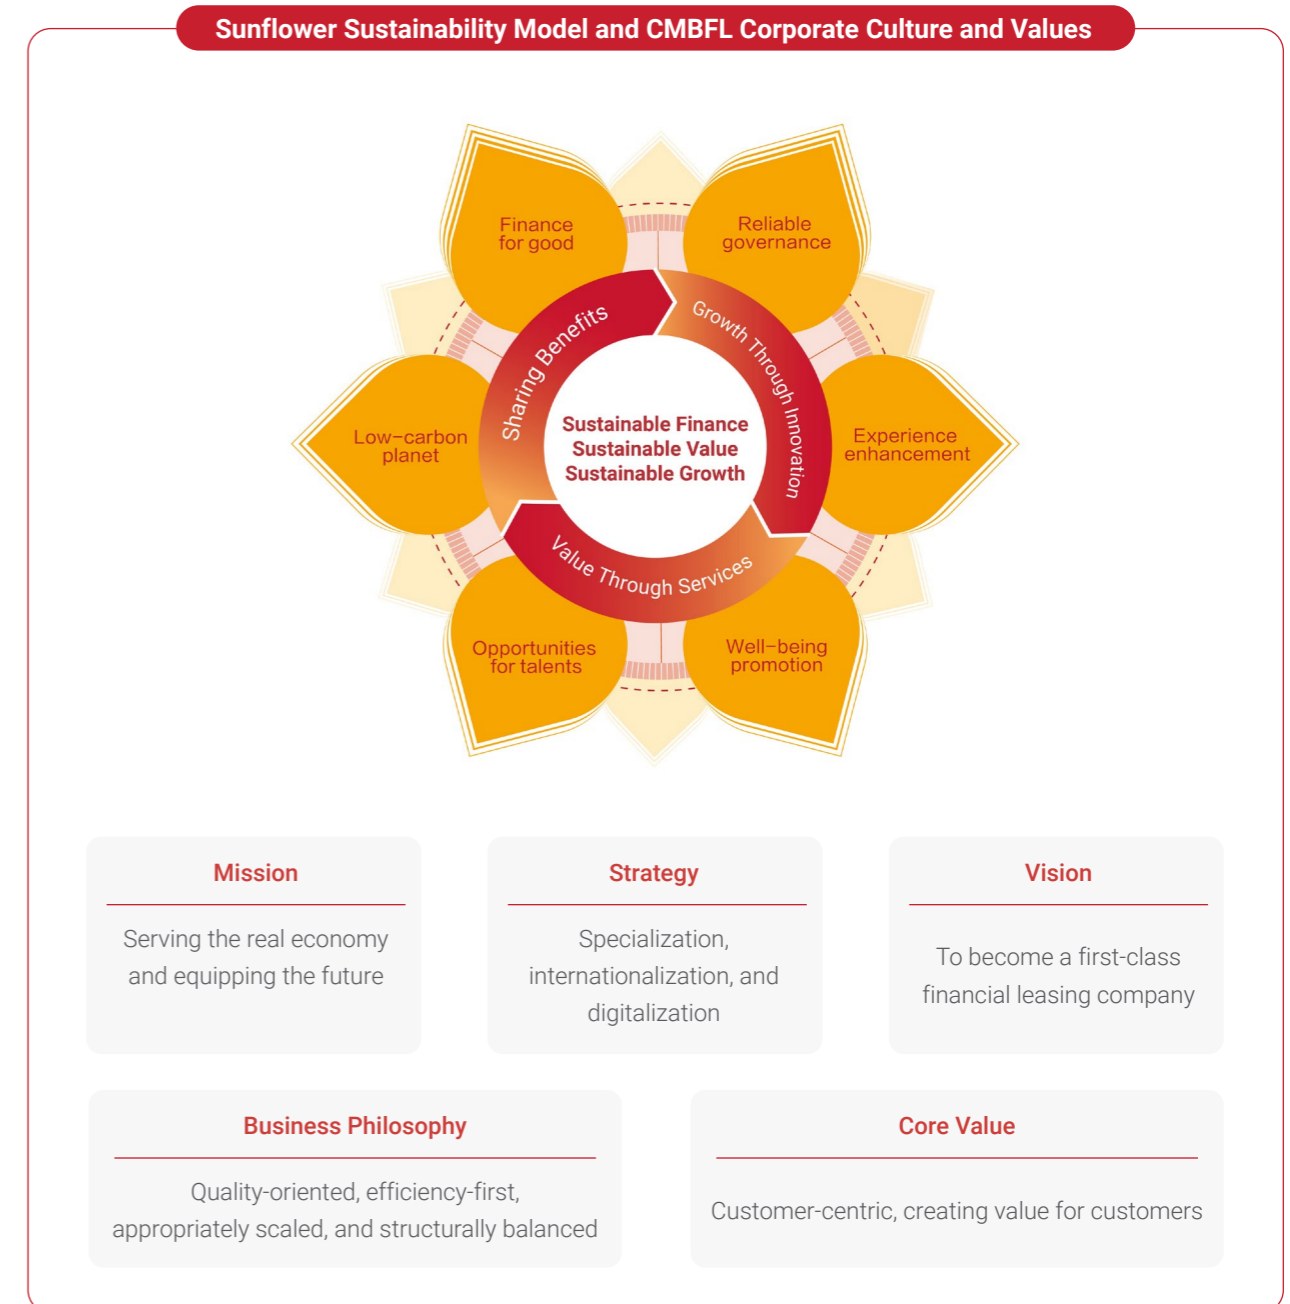 Sunflower Sustainability Model and CMBFL Corporate Culture and Values
Finance
for good
Reliable
governance
Sharing Benefits
Growth Through Innovation
Low-carbon
planet
Sustainable Finance
Sustainable Value
Sustainable Growth
Experience
enhancement
Value Through Services
Opportunities
for talents
Well-being
promotion
Mission
Serving the real economy
and equipping the future
Strategy
Specialization,
internationalization, and
digitalization
Vision
To become a first-class
financial leasing company
Business Philosophy
Quality-oriented, efficiency-first,
appropriately scaled, and structurally balanced
Core Value
Customer-centric, creating value for customers